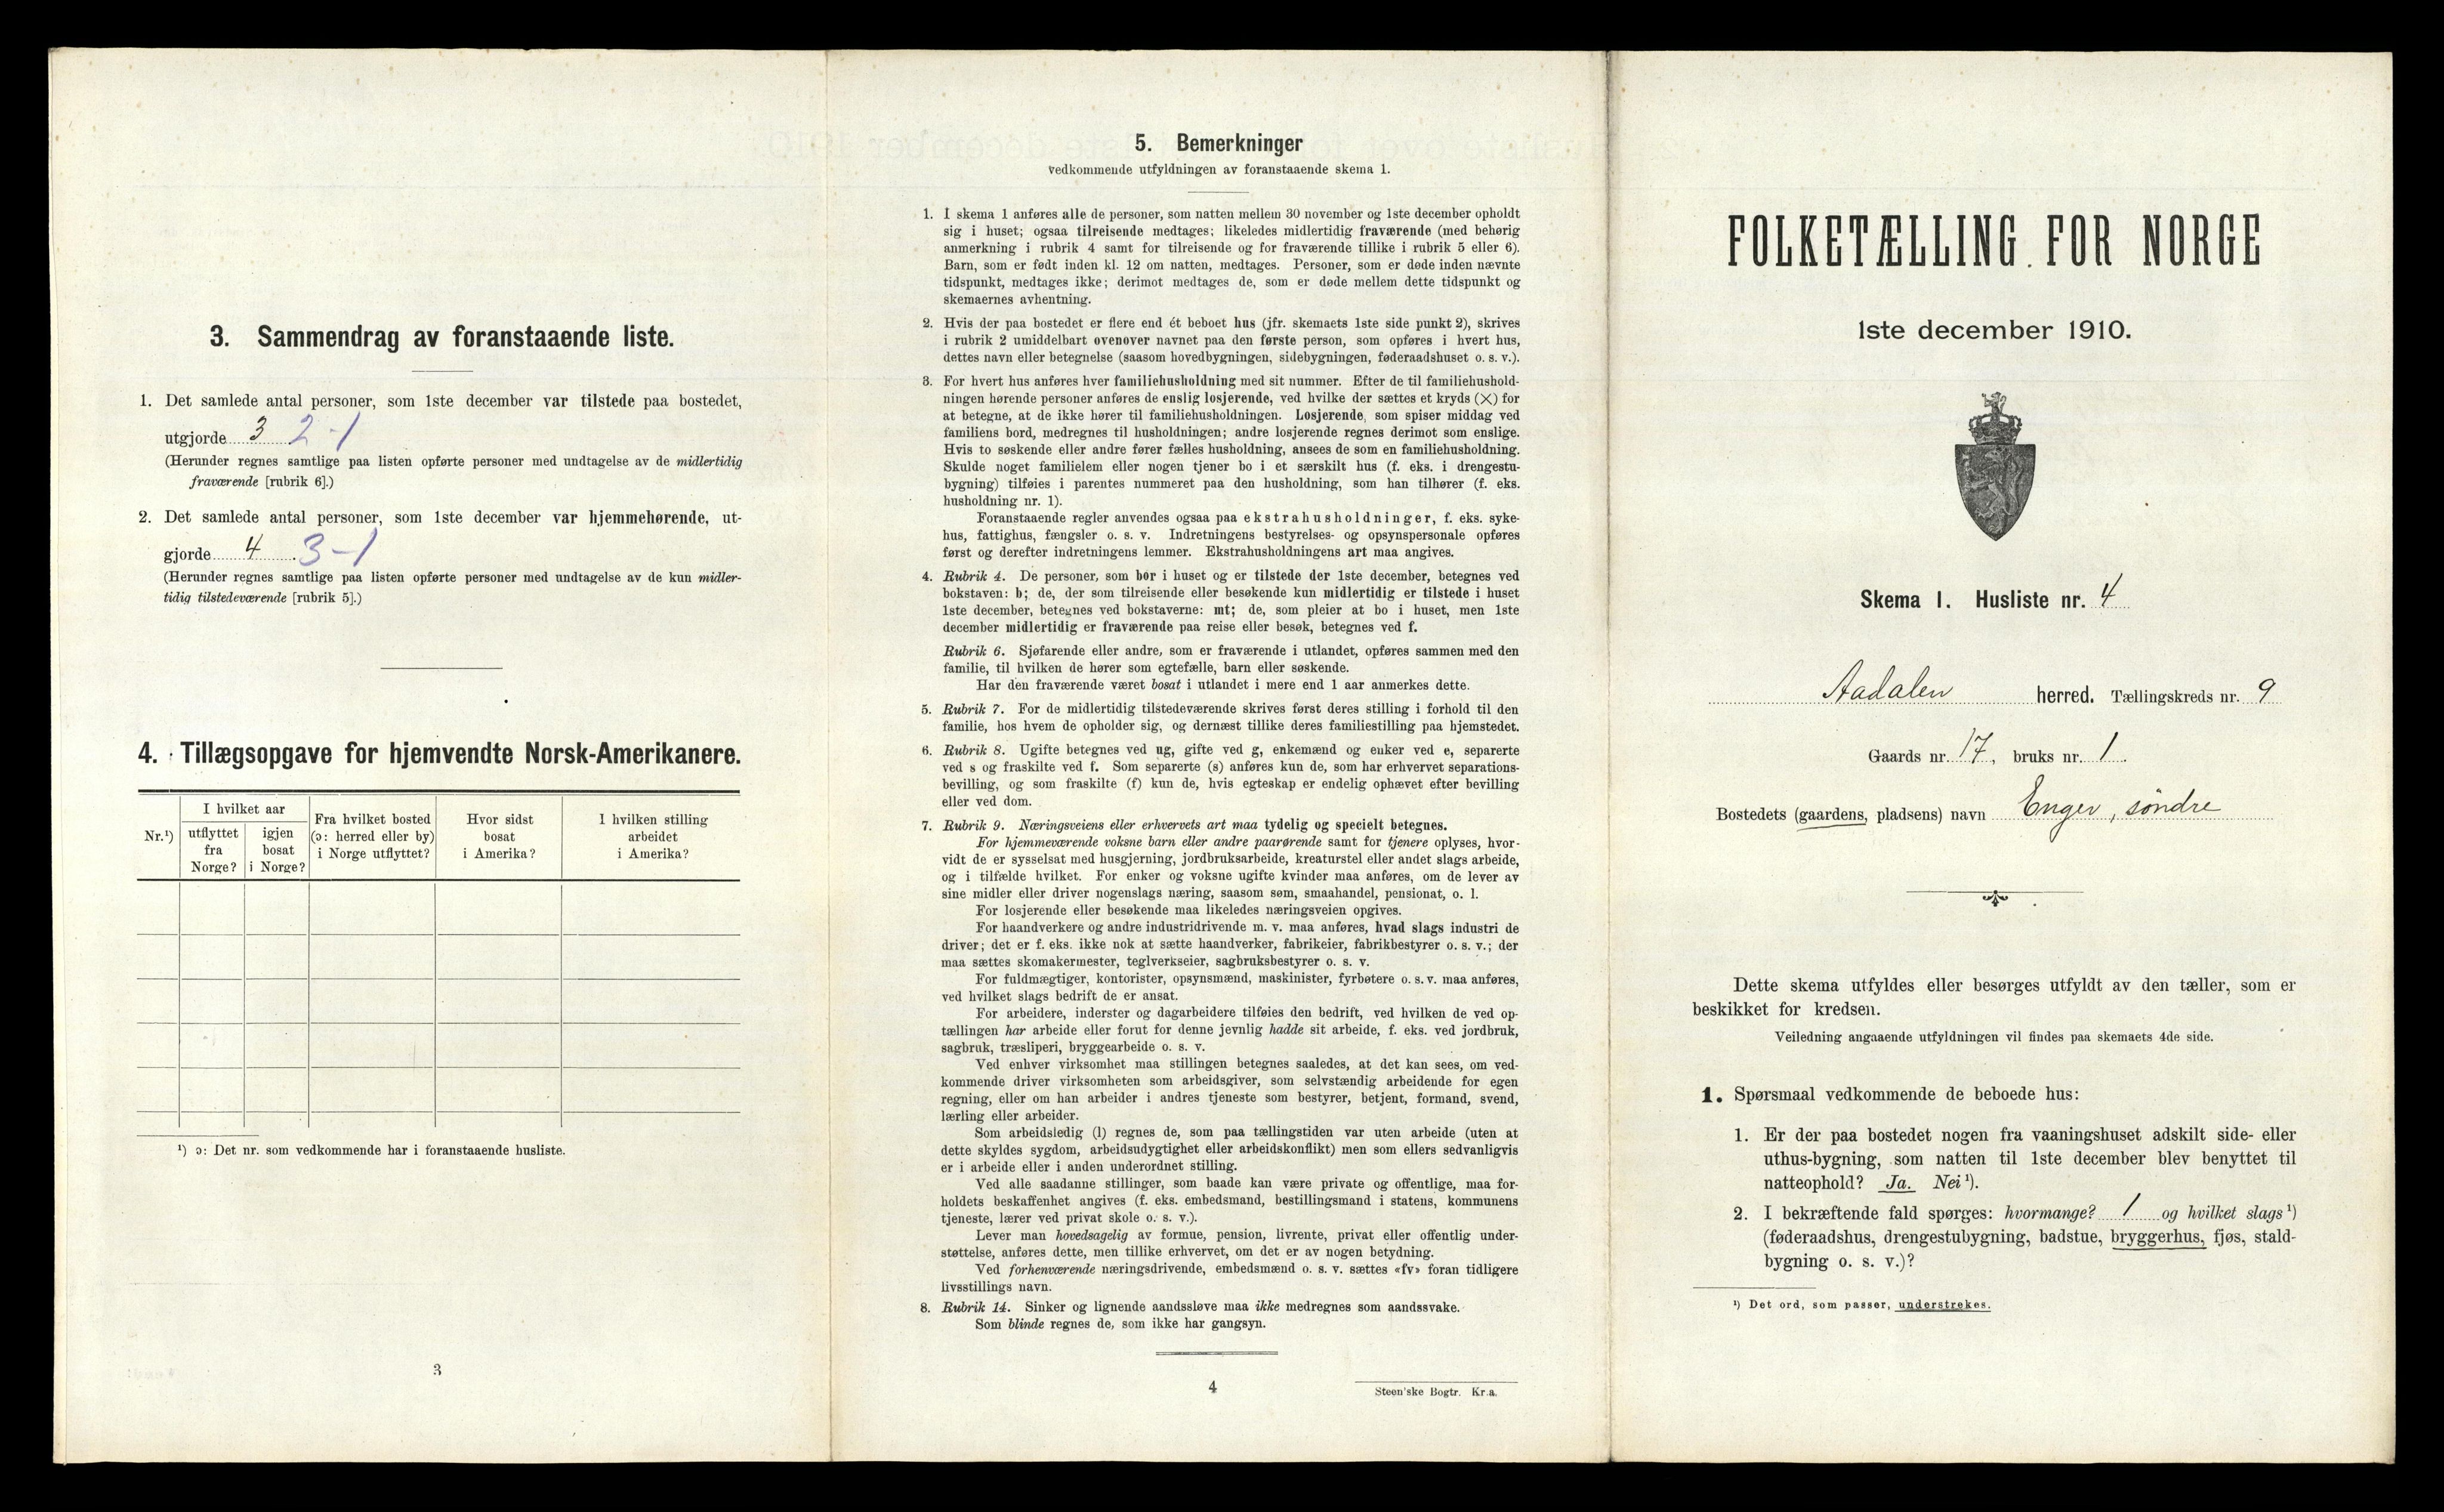 3. Sammendrag av foranstaaende liste.
1. Det samlede antal personer, som 1ste december var tilstede paa bostedet,
utgjorde 3 2-1
(Herunder regnes samtlige paa listen opførte personer med undtagelse av de midlertidig
fraværende [rubrik 6].)
2. Det samlede antal personer, som 1ste december var hjemmehørende, ut-
gjorde 4 3-1
(Herunder regnes samtlige paa listen opførte personer med undtagelse av de kun midler-
tidig tilstedeværende [rubrik 5].)
4. Tillægsopgave for hjemvendte Norsk-Amerikanere.
Nr.¹)
I hvilket aar
utflyttet fra Norge?
igjen bosat i Norge?
Fra hvilket bosted (ɔ: herred eller by) i Norge utflyttet?
Hvor sidst bosat i Amerika?
I hvilken stilling arbeidet i Amerika?
¹) ɔ: Det nr. som vedkommende har i foranstaaende husliste.
3
5. Bemerkninger
vedkommende utfyldningen av foranstaaende skema 1.
1. I skema 1 anføres alle de personer, som natten mellem 30 november og 1ste december opholdt
sig i huset; ogsaa tilreisende medtages; likeledes midlertidig fraværende (med behørig
anmerkning i rubrik 4 samt for tilreisende og for fraværende tillike i rubrik 5 eller 6).
Barn, som er født inden kl. 12 om natten, medtages. Personer, som er døde inden nævnte
tidspunkt, medtages ikke; derimot medtages de, som er døde mellem dette tidspunkt og
skemaernes avhentning.
2. Hvis der paa bostedet er flere end ét beboet hus (jfr. skemaets 1ste side punkt 2), skrives
i rubrik 2 umiddelbart ovenover navnet paa den første person, som opføres i hvert hus,
dettes navn eller betegnelse (saasom hovedbygningen, sidebygningen, føderaadshuset o. s. v.).
3. For hvert hus anføres hver familiehusholdning med sit nummer. Efter de til familiehushold-
ningen hørende personer anføres de enslig losjerende, ved hvilke der sættes et kryds (×) for
at betegne, at de ikke hører til familiehusholdningen. Losjerende, som spiser middag ved
familiens bord, medregnes til husholdningen; andre losjerende regnes derimot som enslige.
Hvis to søskende eller andre fører fælles husholdning, ansees de som en familiehusholdning.
Skulde noget familielem eller nogen tjener bo i et særskilt hus (f. eks. i drengestu-
bygning) tilføies i parentes nummeret paa den husholdning, som han tilhører (f. eks.
husholdning nr. 1).
Foranstaaende regler anvendes ogsaa paa ekstrahusholdninger, f. eks. syke-
hus, fattighus, fængsler o. s. v. Indretningens bestyrelses- og opsynspersonale opføres
først og derefter indretningens lemmer. Ekstrahusholdningens art maa angives.
4. Rubrik 4. De personer, som bor i huset og er tilstede der 1ste december, betegnes ved
bokstaven: b; de, der som tilreisende eller besøkende kun midlertidig er tilstede i huset
1ste december, betegnes ved bokstaverne: mt; de, som pleier at bo i huset, men 1ste
december midlertidig er fraværende paa reise eller besøk, betegnes ved f.
Rubrik 6. Sjøfarende eller andre, som er fraværende i utlandet, opføres sammen med den
familie, til hvilken de hører som egtefælle, barn eller søskende.
Har den fraværende været bosat i utlandet i mere end 1 aar anmerkes dette.
5. Rubrik 7. For de midlertidig tilstedeværende skrives først deres stilling i forhold til den
familie, hos hvem de opholder sig, og dernæst tillike deres familiestilling paa hjemstedet.
6. Rubrik 8. Ugifte betegnes ved ug, gifte ved g, enkemænd og enker ved e, separerte
ved s og fraskilte ved f. Som separerte (s) anføres kun de, som har erhvervet separations-
bevilling, og som fraskilte (f) kun de, hvis egteskap er endelig ophævet efter bevilling
eller ved dom.
7. Rubrik 9. Næringsveiens eller erhvervets art maa tydelig og specielt betegnes.
For hjemmeværende voksne barn eller andre paarørende samt for tjenere oplyses, hvor-
vidt de er sysselsat med husgjerning, jordbruksarbeide, kreaturstel eller andet slags arbeide,
og i tilfælde hvilket. For enker og voksne ugifte kvinder maa anføres, om de lever av
sine midler eller driver nogenslags næring, saasom søm, smaahandel, pensionat, o. l.
For losjerende eller besøkende maa likeledes næringsveien opgives.
For haandverkere og andre industridrivende m. v. maa anføres, hvad slags industri de
driver; det er f. eks. ikke nok at sætte haandverker, fabrikeier, fabrikbestyrer o. s. v.; der
maa sættes skomakermester, teglverkseier, sagbruksbestyrer o. s. v.
For fuldmægtiger, kontorister, opsynsmænd, maskinister, fyrbøtere o. s. v. maa anføres,
ved hvilket slags bedrift de er ansat.
For arbeidere, inderster og dagarbeidere tilføies den bedrift, ved hvilken de ved op-
tællingen har arbeide eller forut for denne jevnlig hadde sit arbeide, f. eks. ved jordbruk,
sagbruk, træsliperi, bryggearbeide o. s. v.
Ved enhver virksomhet maa stillingen betegnes saaledes, at det kan sees, om ved-
kommende driver virksomheten som arbeidsgiver, som selvstændig arbeidende for egen
regning, eller om han arbeider i andres tjeneste som bestyrer, betjent, formand, svend,
lærling eller arbeider.
Som arbeidsledig (l) regnes de, som paa tællingstiden var uten arbeide (uten at
dette skyldes sygdom, arbeidsudygtighet eller arbeidskonflikt) men som ellers sedvanligvis
er i arbeide eller i anden underordnet stilling.
Ved alle saadanne stillinger, som baade kan være private og offentlige, maa for-
holdets beskaffenhet angives (f. eks. embedsmand, bestillingsmand i statens, kommunens
tjeneste, lærer ved privat skole o. s. v.).
Lever man hovedsagelig av formue, pension, livrente, privat eller offentlig under-
støttelse, anføres dette, men tillike erhvervet, om det er av nogen betydning.
Ved forhenværende næringsdrivende, embedsmænd o. s. v. sættes «fv» foran tidligere
livsstillings navn.
8. Rubrik 14. Sinker og lignende aandssløve maa ikke medregnes som aandssvake.
Som blinde regnes de, som ikke har gangsyn.
4
Steen'ske Bogtr. Kr.a.
FOLKETÆLLING FOR NORGE
1ste december 1910.
Skema 1. Husliste nr. 4
Aadalen herred. Tællingskreds nr. 9
Gaards nr. 17, bruks nr. 1.
Bostedets (gaardens, pladsens) navn Enger, søndre
Dette skema utfyldes eller besørges utfyldt av den tæller, som er
beskikket for kredsen.
Veiledning angaaende utfyldningen vil findes paa skemaets 4de side.
1. Spørsmaal vedkommende de beboede hus:
1. Er der paa bostedet nogen fra vaaningshuset adskilt side- eller
uthus-bygning, som natten til 1ste december blev benyttet til
natteophold? Ja. Nei¹).
2. I bekræftende fald spørges: hvormange? 1 og hvilket slags¹)
(føderaadshus, drengestubygning, badstue, bryggerhus, fjøs, stald-
bygning o. s. v.)?
¹) Det ord, som passer, understrekes.